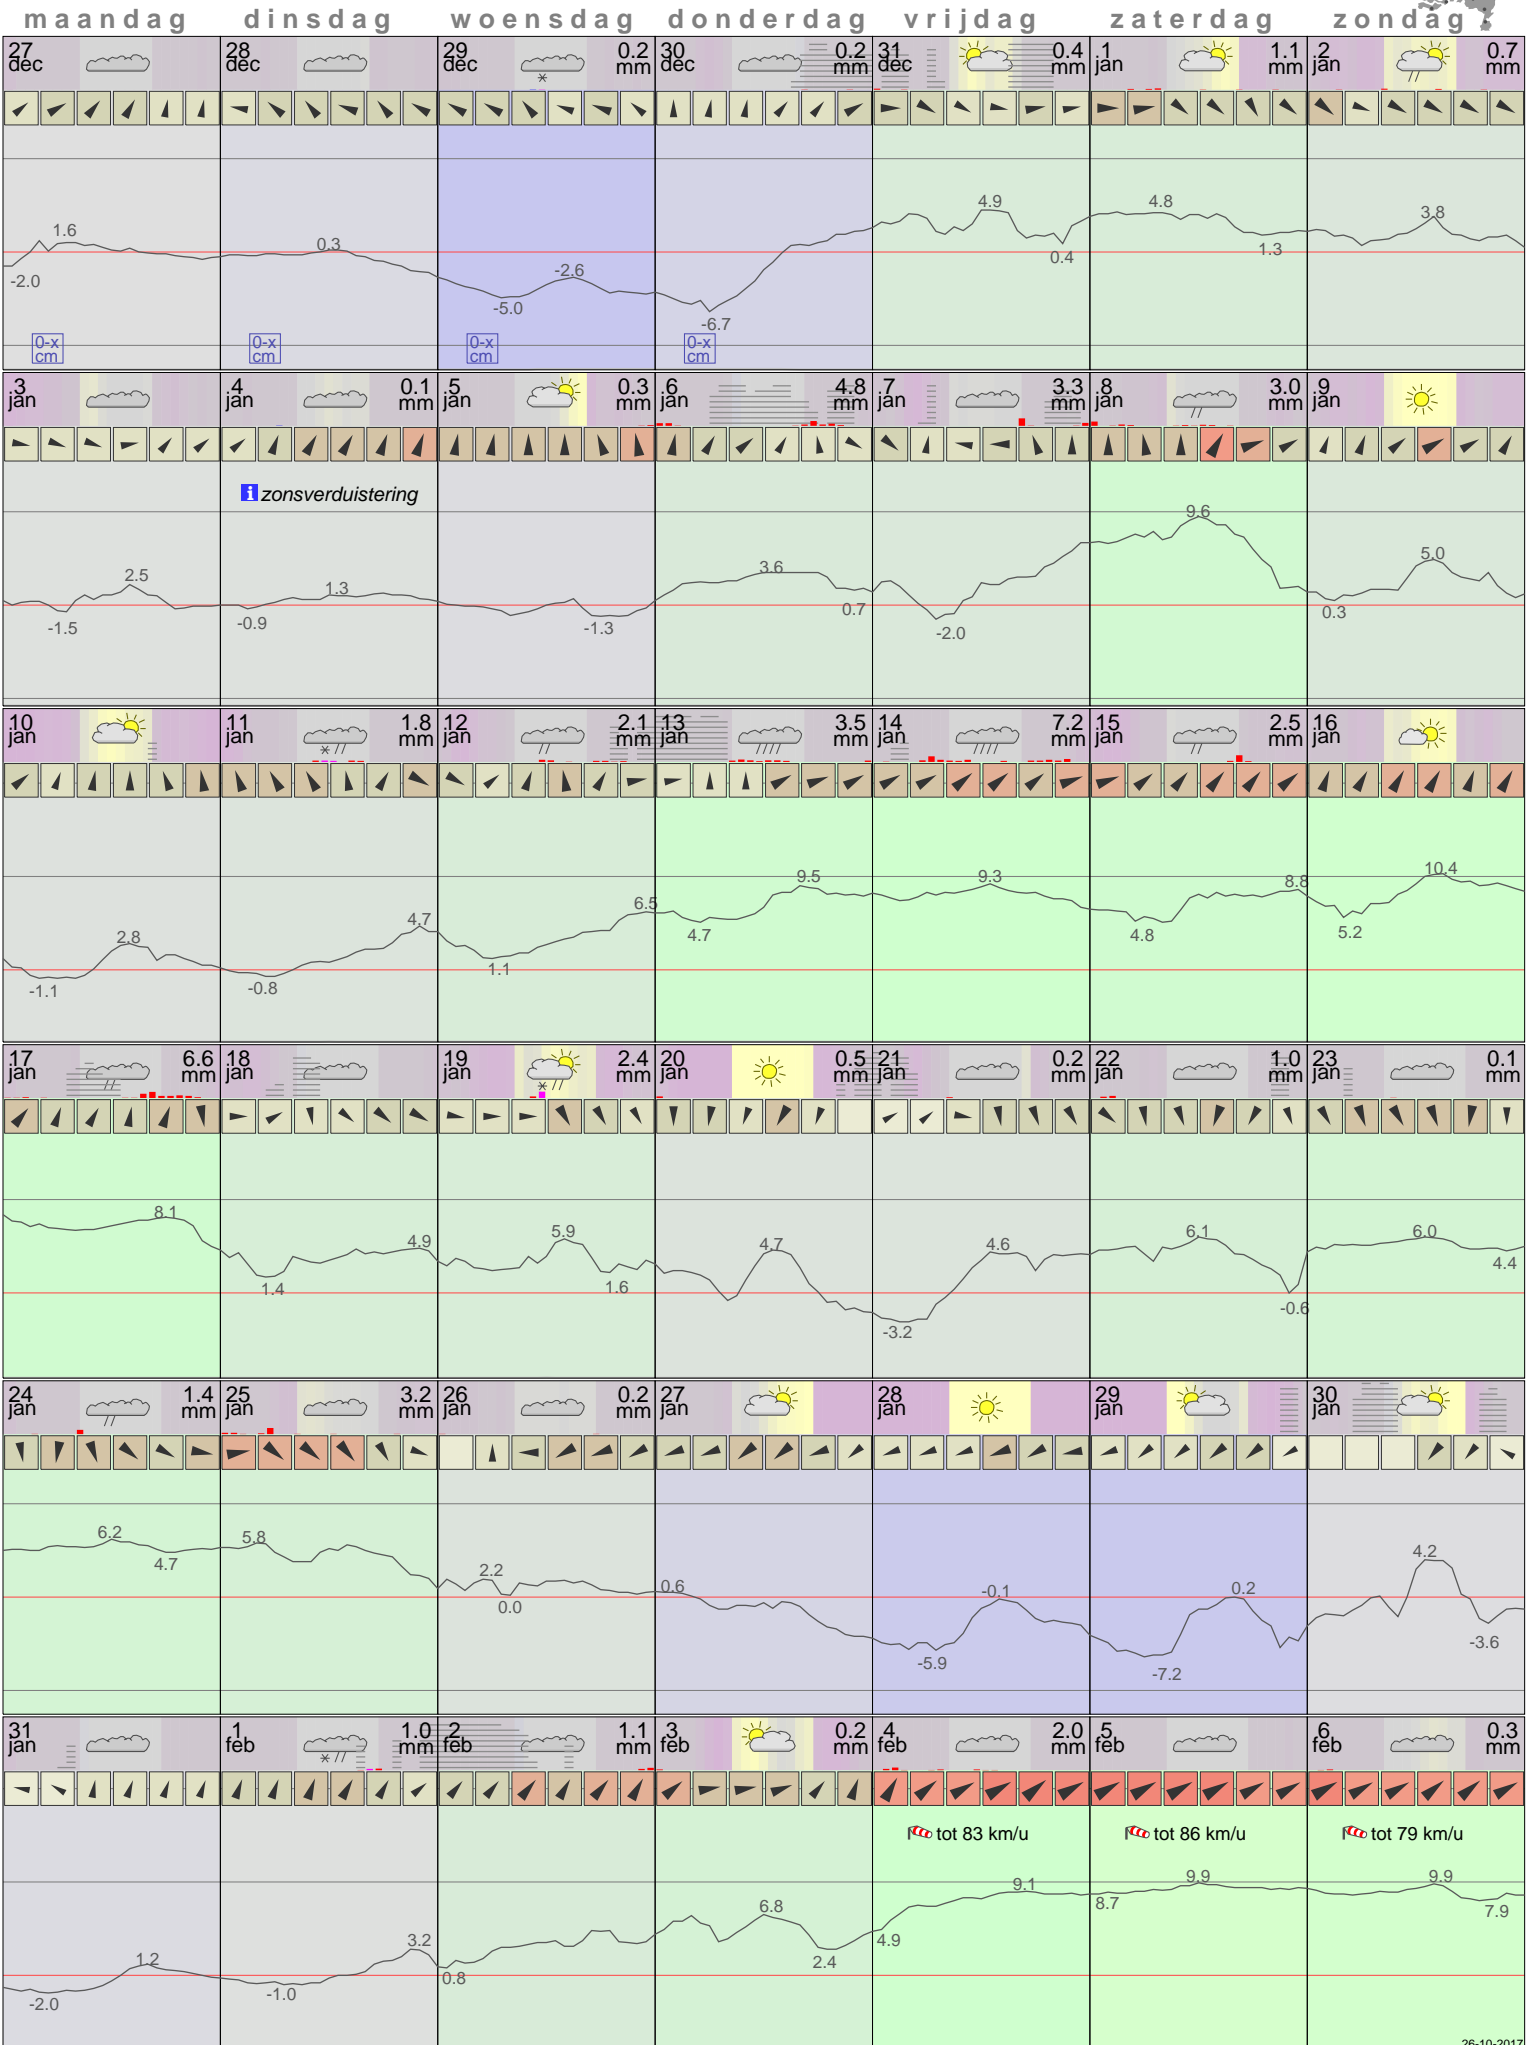 maandag dinsdag woensdag donderdag vrijdag zaterdag zondag
27 dec
28 dec
29 dec 0.2 mm
30 dec 0.2 mm
31 dec 0.4 mm
1 jan 1.1 mm
2 jan 0.7 mm
1.6 -2.0 0.3 -5.0 -2.6 -6.7 4.9 0.4 4.8 1.3 3.8
0-x cm
0-x cm
0-x cm
0-x cm
3 jan
4 jan 0.1 mm
5 jan 0.3 mm
6 jan 4.8 mm
7 jan 3.3 mm
8 jan 3.0 mm
9 jan
i zonsverduistering
-1.5 2.5 -0.9 1.3 -1.3 3.6 0.7 -2.0 9.6 0.3 5.0
10 jan
11 jan 1.8 mm
12 jan 2.1 mm
13 jan 3.5 mm
14 jan 7.2 mm
15 jan 2.5 mm
16 jan
-1.1 2.8 -0.8 4.7 1.1 6.5 4.7 9.5 9.3 4.8 8.8 5.2 10.4
17 jan 6.6 mm
18 jan
19 jan 2.4 mm
20 jan 0.5 mm
21 jan 0.2 mm
22 jan 1.0 mm
23 jan 0.1 mm
8.1 1.4 4.9 5.9 1.6 4.7 -3.2 4.6 6.1 -0.6 6.0 4.4
24 jan 1.4 mm
25 jan 3.2 mm
26 jan 0.2 mm
27 jan
28 jan
29 jan
30 jan
6.2 4.7 5.8 2.2 0.0 0.6 -5.9 -0.1 -7.2 0.2 4.2 -3.6
31 jan
1 feb 1.0 mm
2 feb 1.1 mm
3 feb 0.2 mm
4 feb 2.0 mm
5 feb
6 feb 0.3 mm
tot 83 km/u
tot 86 km/u
tot 79 km/u
-2.0 1.2 -1.0 3.2 0.8 6.8 2.4 4.9 9.1 8.7 9.9 9.9 7.9
26-10-2017